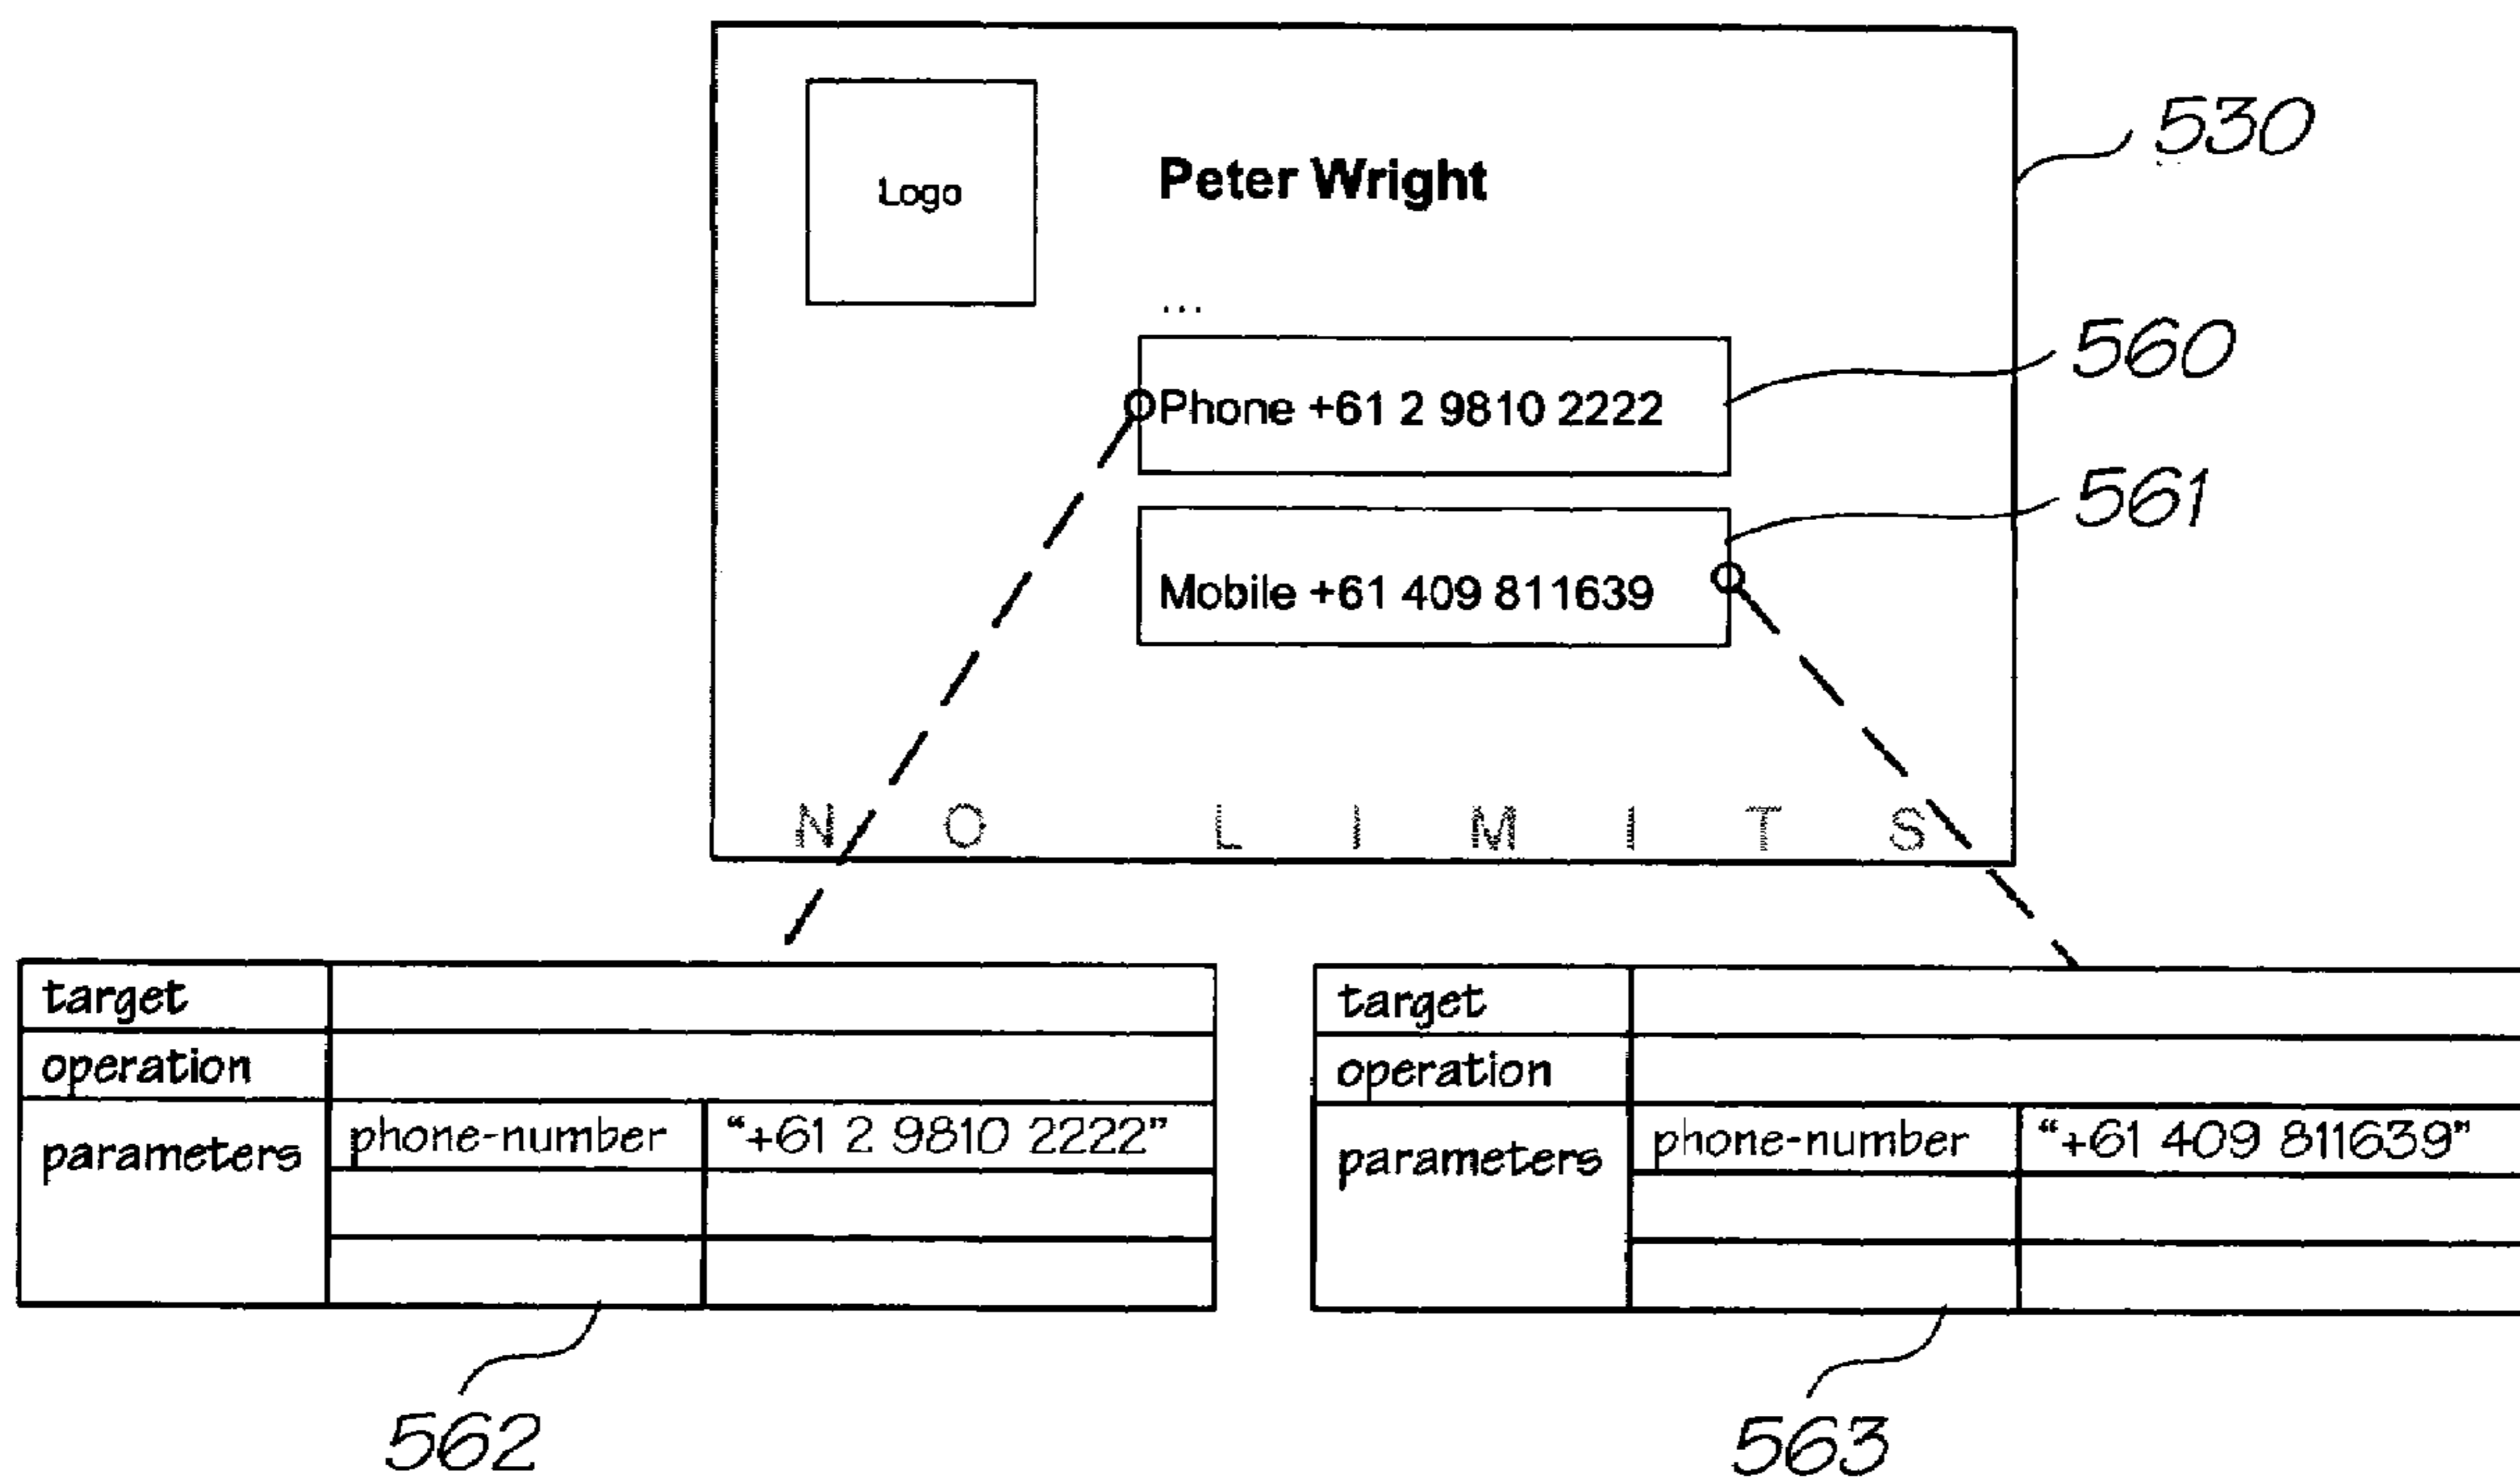 530
Logo
Peter Wright
...
560
Phone +61 2 9810 2222
561
Mobile +61 409 811639
N O L I M I T S
target
operation
parameters phone-number “+61 2 9810 2222”
562
target
operation
parameters phone-number “+61 409 811639”
563